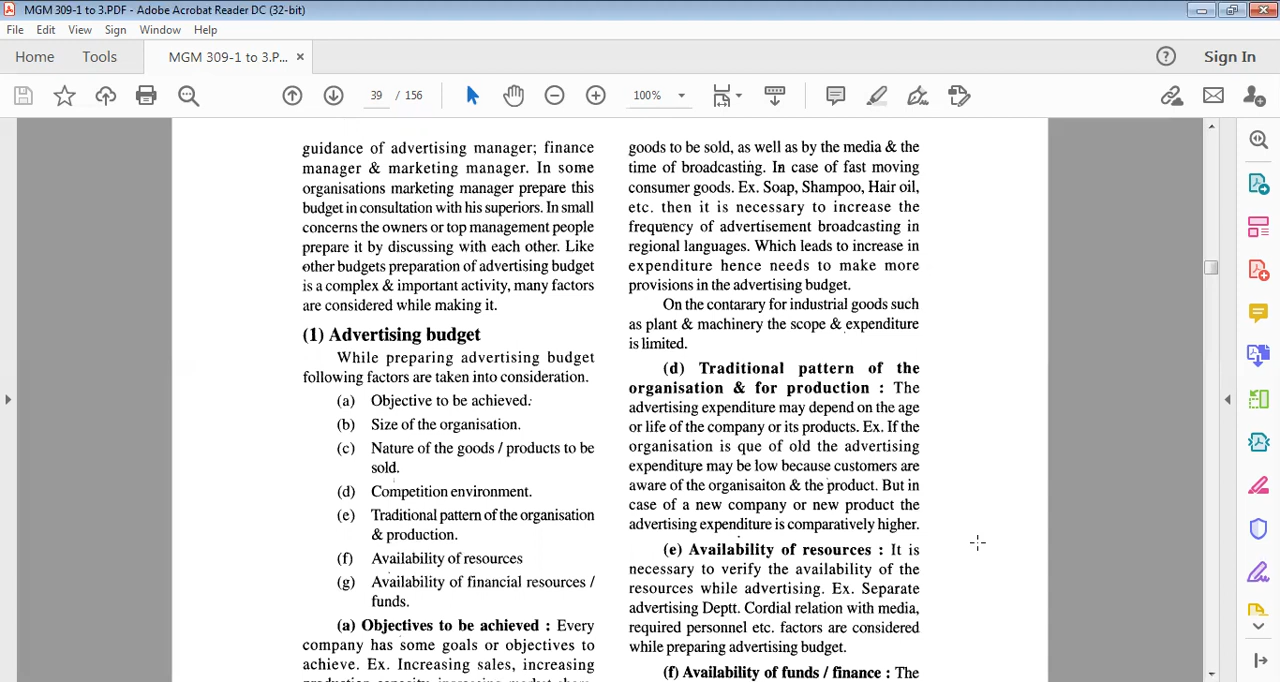 MGM 309-1 to 3.PDF - Adobe Acrobat Reader DC (32-bit)
File Edit View Sign Window Help
Home Tools MGM 309-1 to 3.P... × Sign In
39 / 156 100%
guidance of advertising manager; finance
manager & marketing manager. In some
organisations marketing manager prepare this
budget in consultation with his superiors. In small
concerns the owners or top management people
prepare it by discussing with each other. Like
other budgets preparation of advertising budget
is a complex & important activity, many factors
are considered while making it.
(1) Advertising budget
While preparing advertising budget
following factors are taken into consideration.
(a) Objective to be achieved.
(b) Size of the organisation.
(c) Nature of the goods / products to be
sold.
(d) Competition environment.
(e) Traditional pattern of the organisation
& production.
(f) Availability of resources
(g) Availability of financial resources /
funds.
(a) Objectives to be achieved : Every
company has some goals or objectives to
achieve. Ex. Increasing sales, increasing
production capacity, increasing market share,
goods to be sold, as well as by the media & the
time of broadcasting. In case of fast moving
consumer goods. Ex. Soap, Shampoo, Hair oil,
etc. then it is necessary to increase the
frequency of advertisement broadcasting in
regional languages. Which leads to increase in
expenditure hence needs to make more
provisions in the advertising budget.
On the contarary for industrial goods such
as plant & machinery the scope & expenditure
is limited.
(d) Traditional pattern of the
organisation & for production : The
advertising expenditure may depend on the age
or life of the company or its products. Ex. If the
organisation is que of old the advertising
expenditure may be low because customers are
aware of the organisaiton & the product. But in
case of a new company or new product the
advertising expenditure is comparatively higher.
(e) Availability of resources : It is
necessary to verify the availability of the
resources while advertising. Ex. Separate
advertising Deptt. Cordial relation with media,
required personnel etc. factors are considered
while preparing advertising budget.
(f) Availability of funds / finance : The